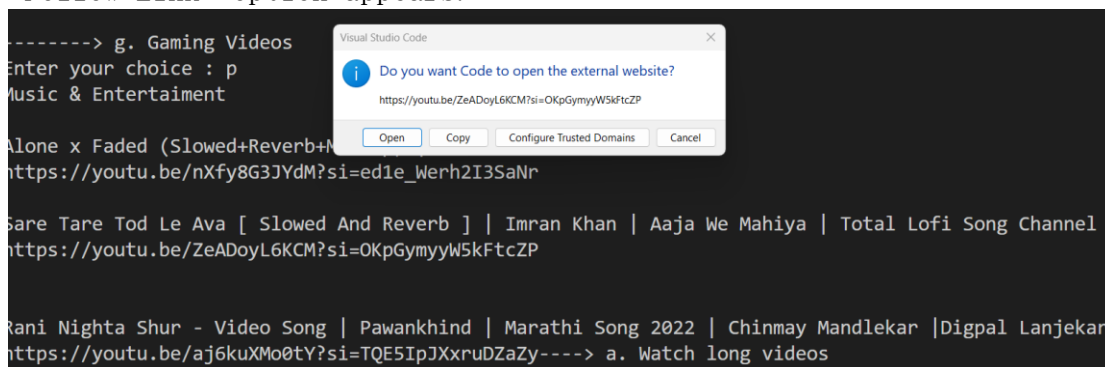 --------> g. Gaming Videos
Enter your choice : p
Music & Entertaiment
Visual Studio Code
Do you want Code to open the external website?
https://youtu.be/ZeADoyL6KCM?si=OKpGymyyW5kFtcZP
Open Copy Configure Trusted Domains Cancel
Alone x Faded (Slowed+Reverb+
https://youtu.be/nXfy8G3JYdM?si=ed1e_Werh2I3SaNr
Sare Tare Tod Le Ava [ Slowed And Reverb ] | Imran Khan | Aaja We Mahiya | Total Lofi Song Channel
https://youtu.be/ZeADoyL6KCM?si=OKpGymyyW5kFtcZP
Rani Nighta Shur - Video Song | Pawankhind | Marathi Song 2022 | Chinmay Mandlekar |Digpal Lanjekar
https://youtu.be/aj6kuXMo0tY?si=TQE5IpJXxruDZaZy----> a. Watch long videos